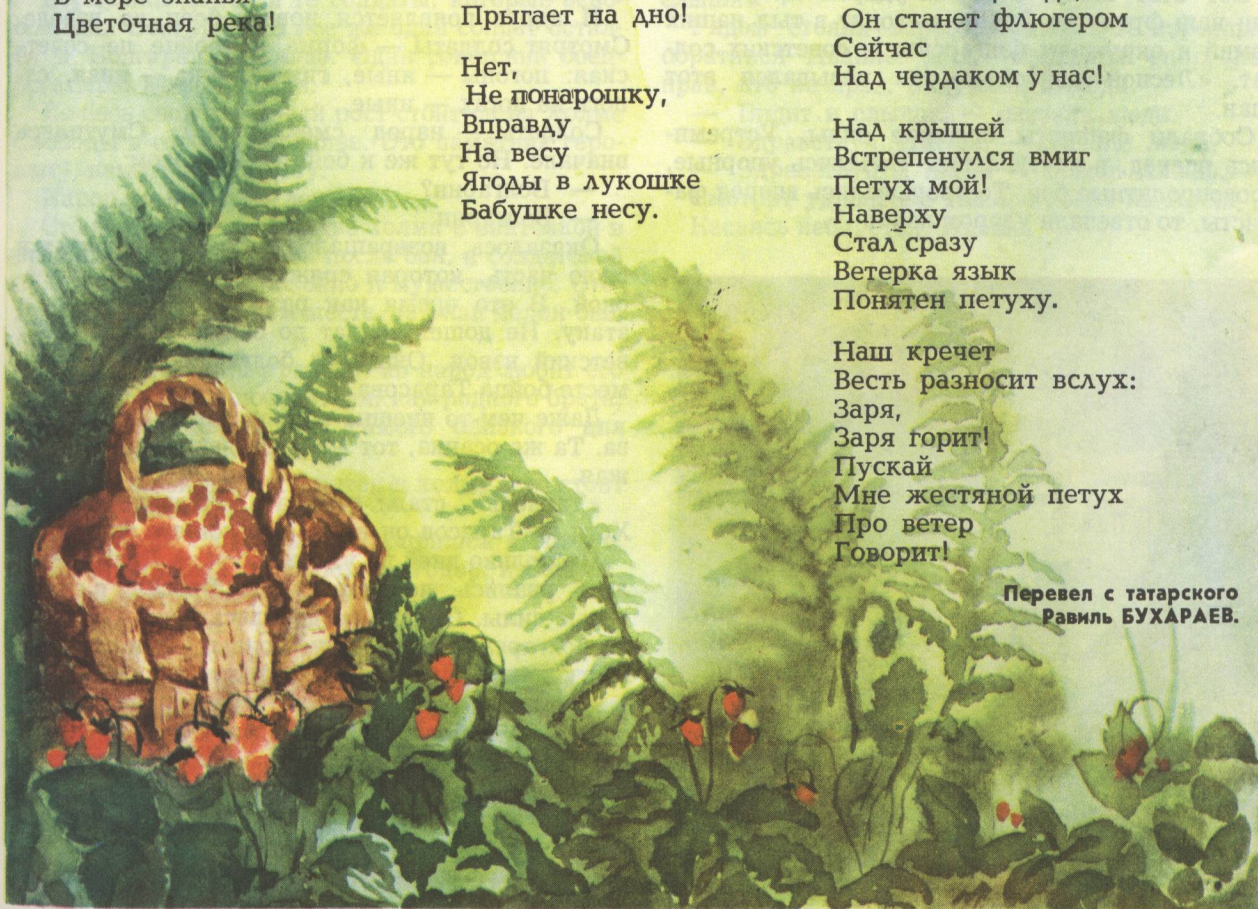 Цветочная река!

Прыгает на дно!

Нет,
Не понарошку,
Вправду
На весу
Ягоды в лукошке
Бабушке несу.

Он станет флюгером
Сейчас
Над чердаком у нас!

Над крышей
Встрепенулся вмиг
Петух мой!
Наверху
Стал сразу
Ветерка язык
Понятен петуху.

Наш кречет
Весть разносит вслух:
Заря,
Заря горит!
Пускай
Мне жестяной петух
Про ветер
Говорит!

Перевел с татарского
Равиль БУХАРАЕВ.